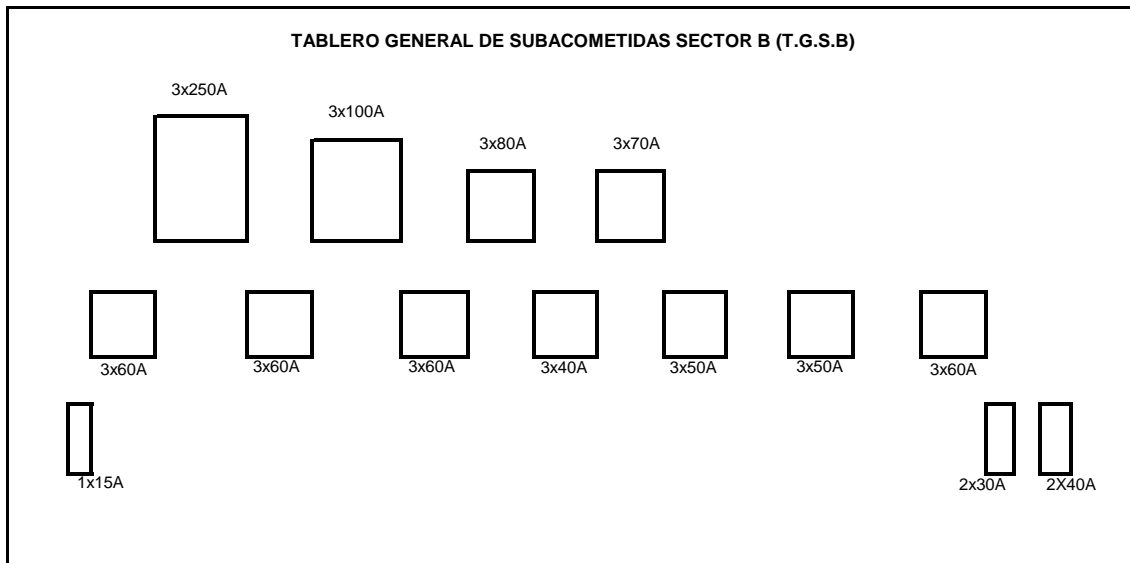 TABLERO GENERAL DE SUBACOMETIDAS SECTOR B (T.G.S.B)
3x250A
3x100A
3x80A
3x70A
3x60A
3x60A
3x60A
3x40A
3x50A
3x50A
3x60A
1x15A
2x30A
2X40A